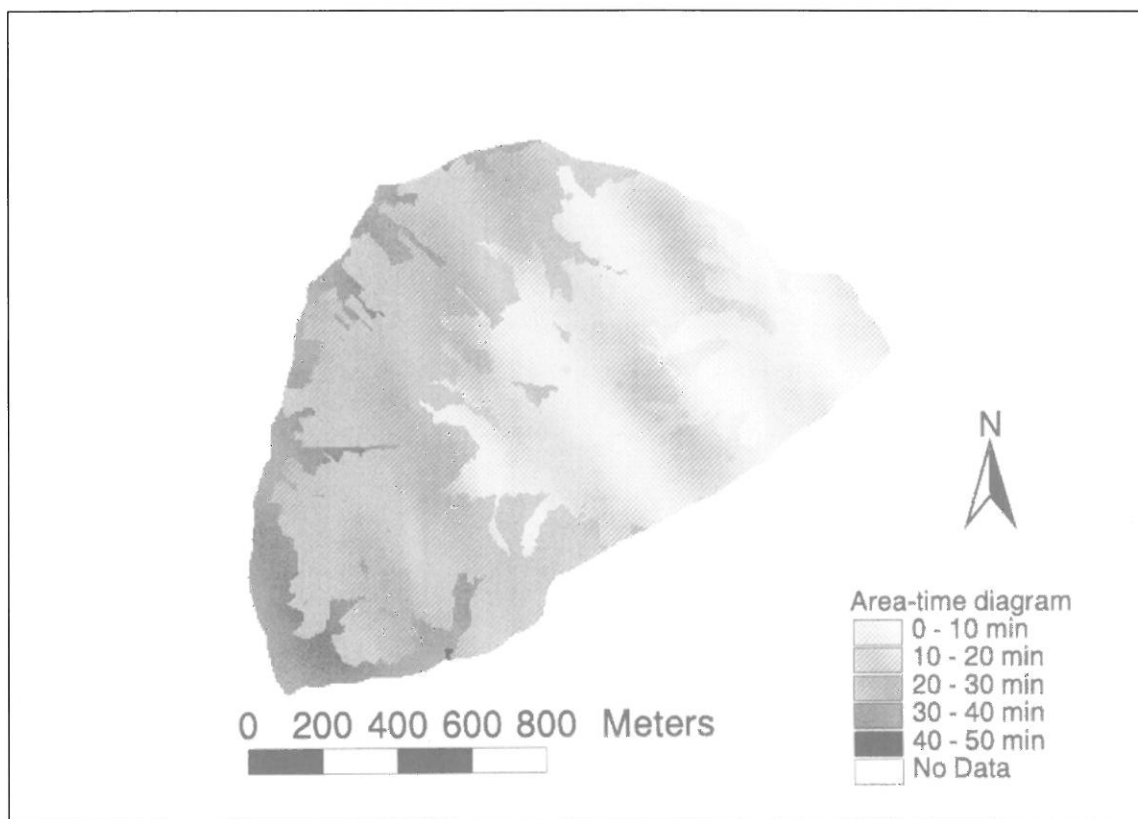 N
Area-time diagram
0 - 10 min
10 - 20 min
20 - 30 min
30 - 40 min
40 - 50 min
No Data
0 200 400 600 800 Meters